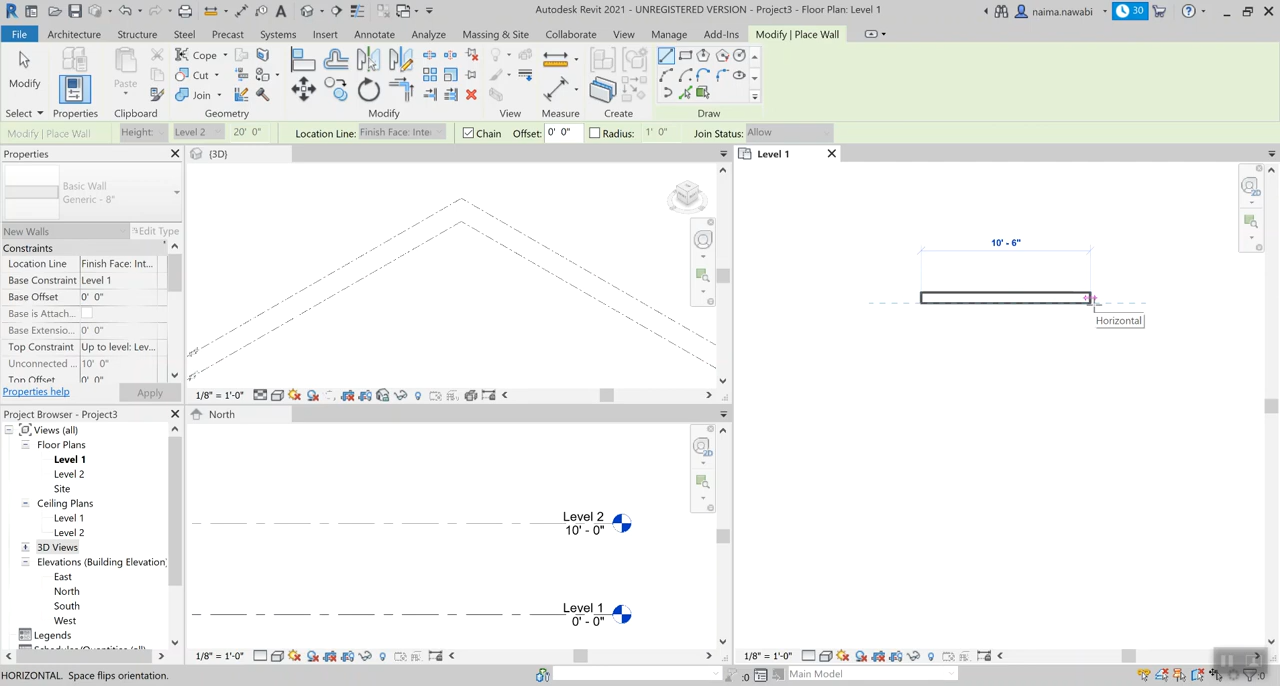 Autodesk Revit 2021 - UNREGISTERED VERSION - Project3 - Floor Plan: Level 1
naima.nawabi
30
File Architecture Structure Steel Precast Systems Insert Annotate Analyze Massing & Site Collaborate View Manage Add-Ins Modify | Place Wall
Modify
Paste
Cope
Cut
Join
Select Properties Clipboard Geometry Modify View Measure Create Draw
Modify | Place Wall Height: Level 2 20' 0" Location Line: Finish Face: Inte Chain Offset: 0' 0" Radius: 1' 0" Join Status: Allow
Properties
Basic Wall
Generic - 8"
New Walls Edit Type
Constraints
Location Line Finish Face: Int...
Base Constraint Level 1
Base Offset 0' 0"
Base is Attach...
Base Extensio... 0' 0"
Top Constraint Up to level: Lev...
Unconnected ... 10' 0"
Top Offset 0' 0"
Properties help Apply
Project Browser - Project3
Views (all)
Floor Plans
Level 1
Level 2
Site
Ceiling Plans
Level 1
Level 2
3D Views
Elevations (Building Elevation)
East
North
South
West
Legends
Schedules/Quantities (all)
{3D}
1/8" = 1'-0"
North
Level 2
10' - 0"
Level 1
0' - 0"
1/8" = 1'-0"
Level 1
10' - 6"
Horizontal
1/8" = 1'-0"
HORIZONTAL. Space flips orientation.
:0
Main Model
:0